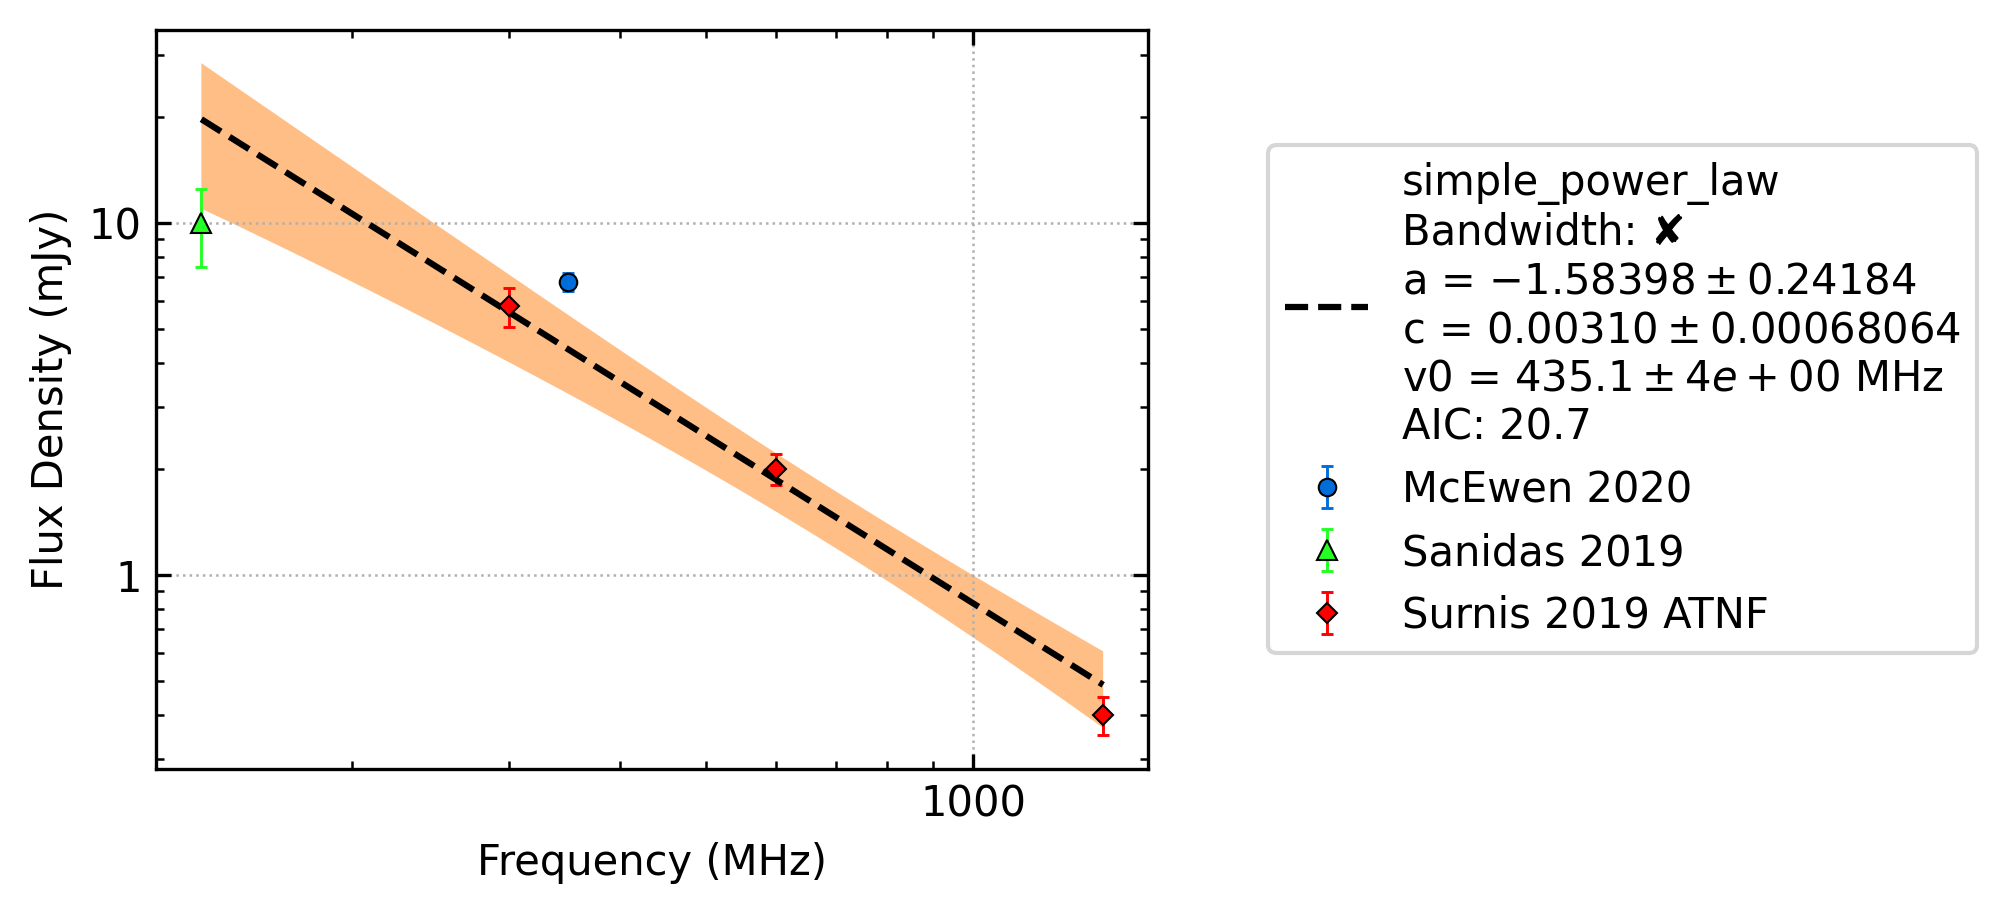 Flux Density (mJy)
10
1
1000
Frequency (MHz)
simple_power_law
Bandwidth: ✘
a = −1.58398 ± 0.24184
c = 0.00310 ± 0.00068064
v0 = 435.1 ± 4e + 00 MHz
AIC: 20.7
McEwen 2020
Sanidas 2019
Surnis 2019 ATNF